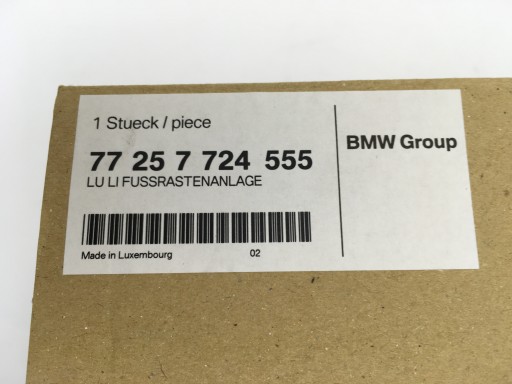 1 Stueck / piece
77 25 7 724 555
LU LI FUSSRASTENANLAGE
Made in Luxembourg 02
BMW Group